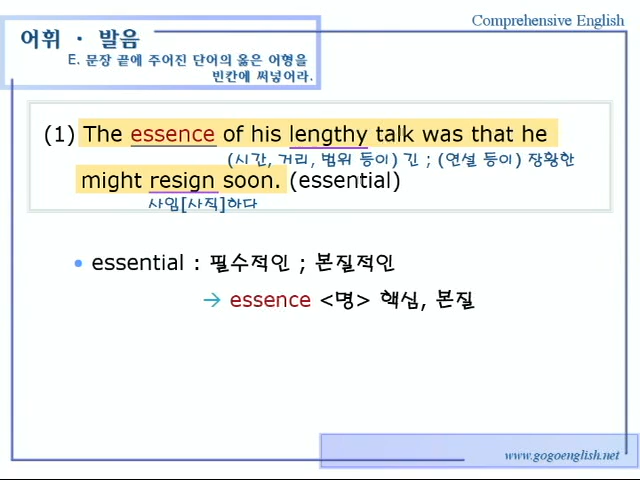 Comprehensive English
어휘 · 발음
E. 문장 끝에 주어진 단어의 옳은 어형을
빈칸에 써넣어라.
(1) The essence of his lengthy talk was that he
(시간, 거리, 범위 등이) 긴 ; (연설 등이) 장황한
might resign soon. (essential)
사임[사직]하다
• essential : 필수적인 ; 본질적인
→ essence <명> 핵심, 본질
www.gogoenglish.net